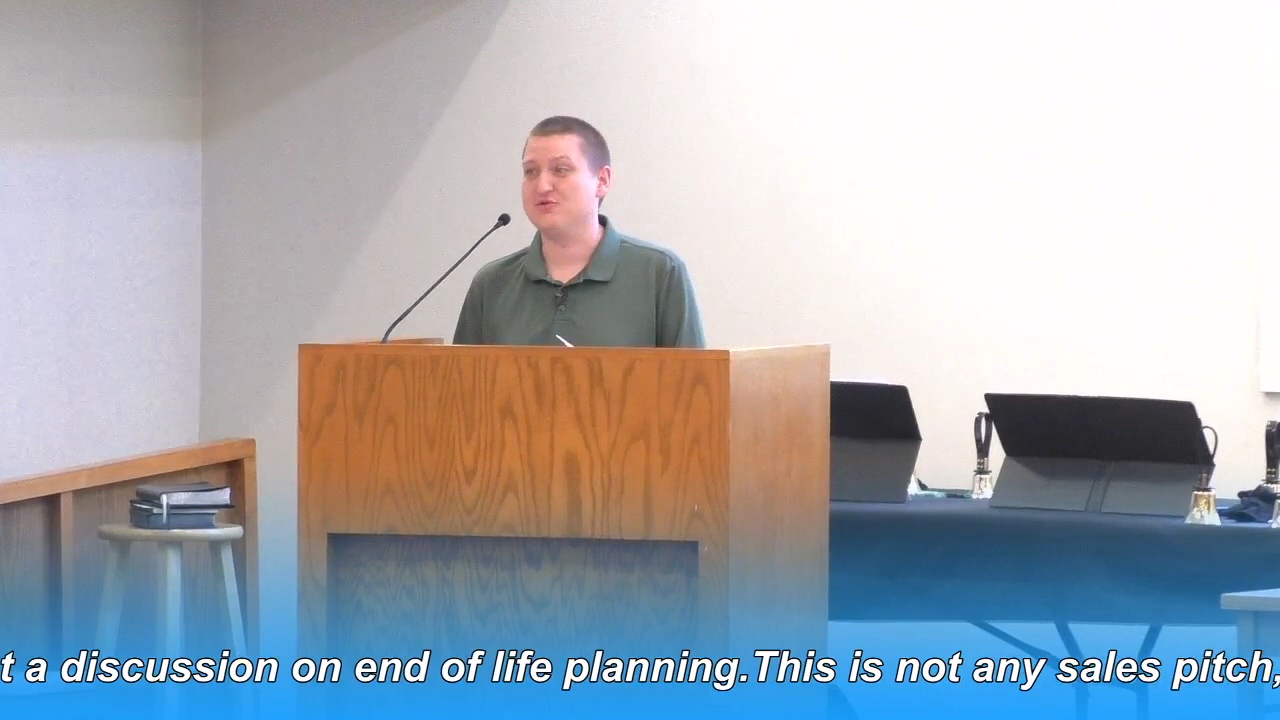 t a discussion on end of life planning.This is not any sales pitch,